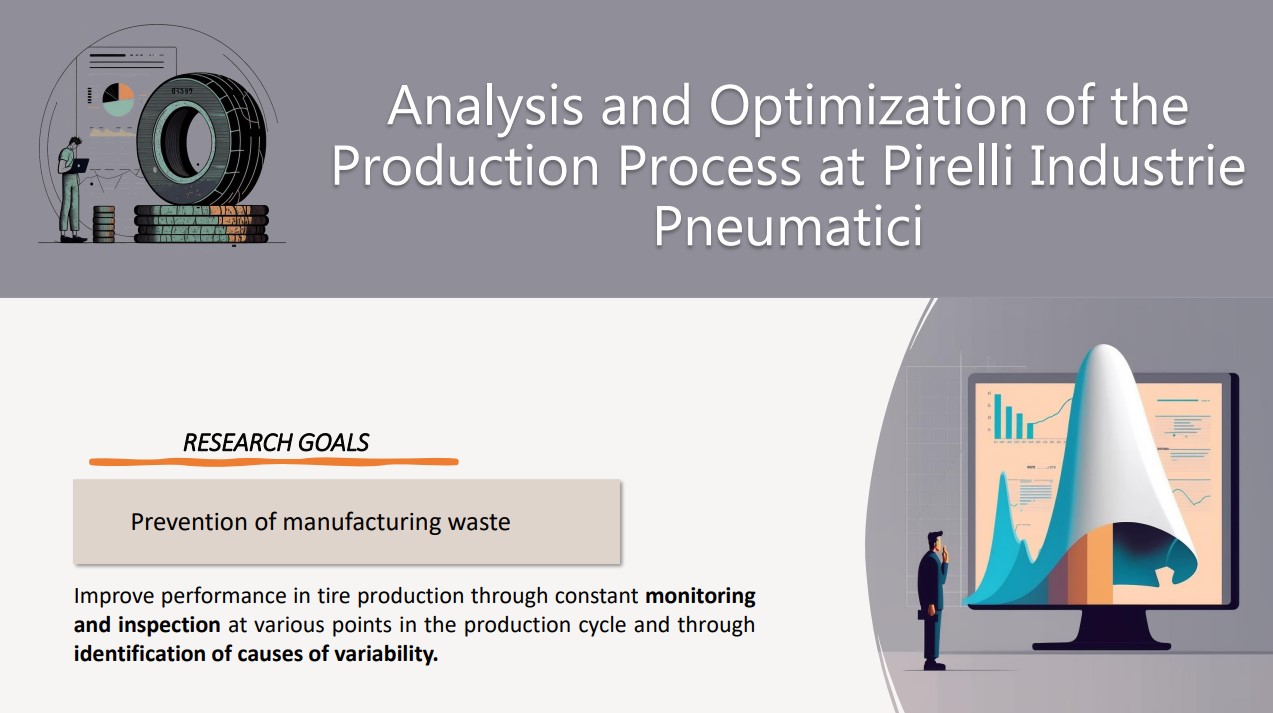 Analysis and Optimization of the
Production Process at Pirelli Industrie
Pneumatici
RESEARCH GOALS
Prevention of manufacturing waste
Improve performance in tire production through constant monitoring
and inspection at various points in the production cycle and through
identification of causes of variability.